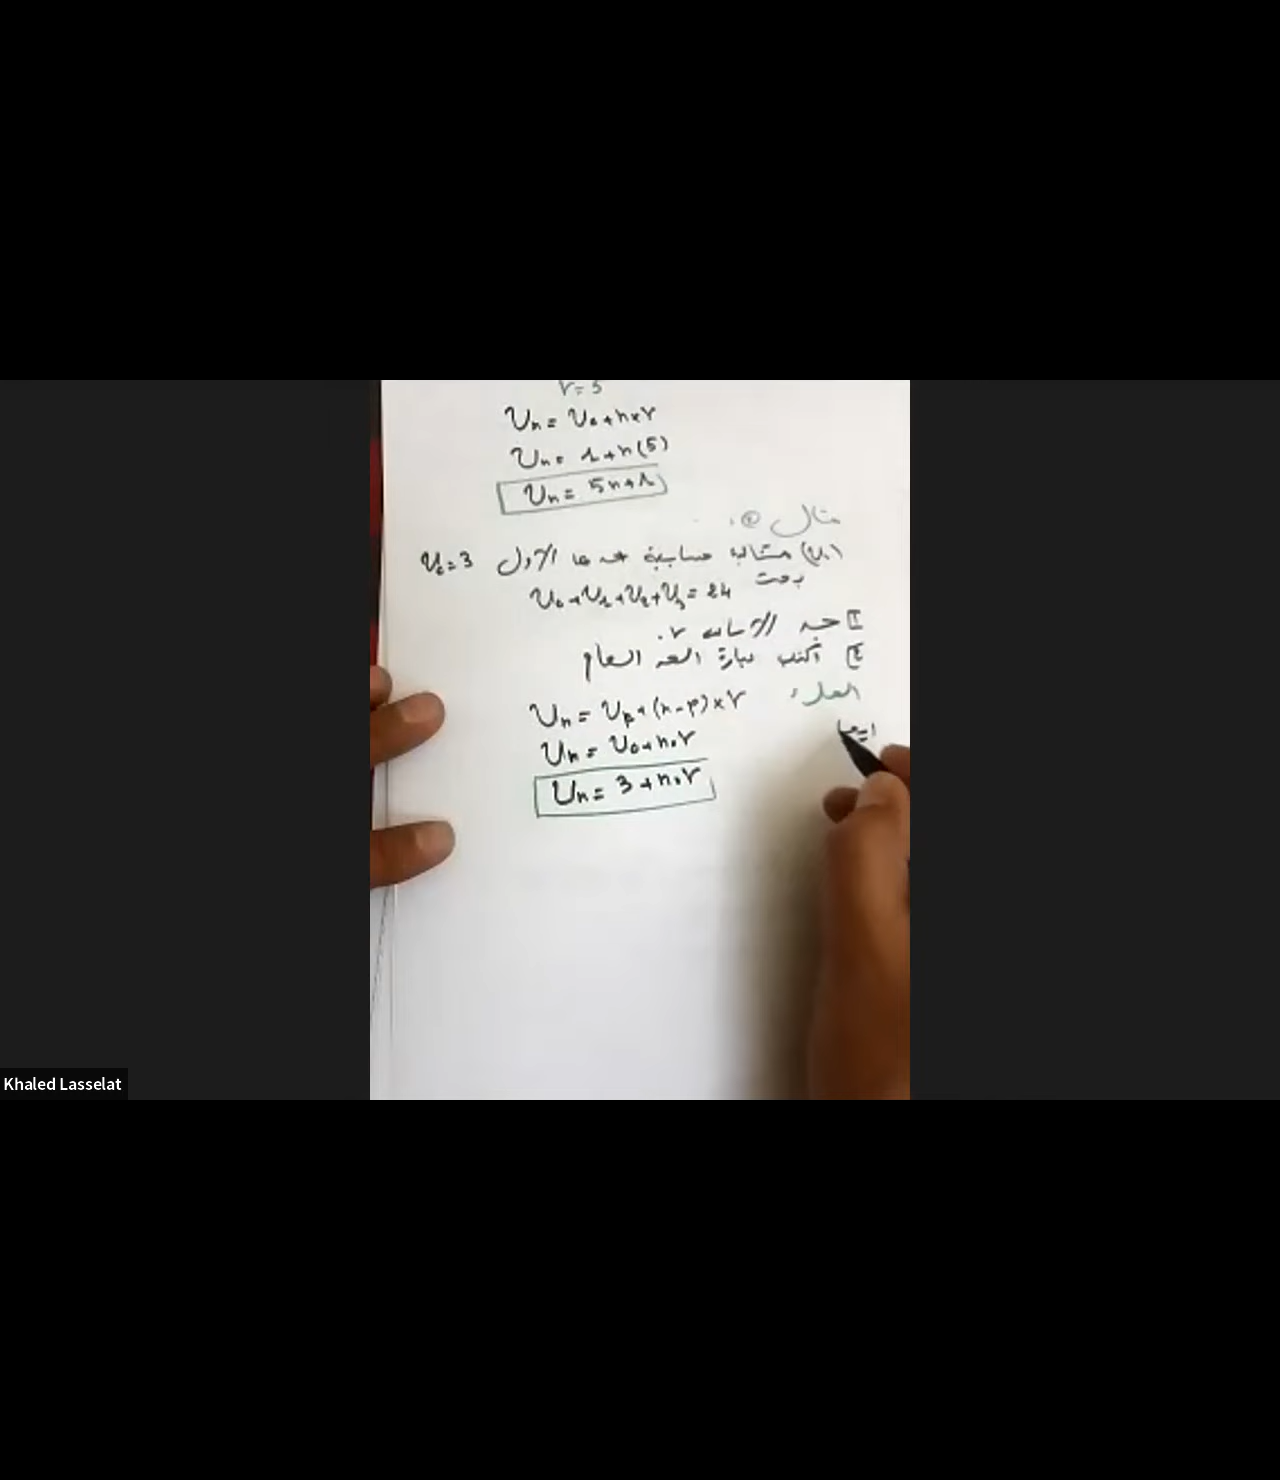 r=5
Un = U0+n×r
Un = 1+n(5)
Un = 5n+1
مثال ②:
(Un) متتالية حسابية حدها الأول U0=3
بحيث U0+U1+U2+U3=24
1 جد الأساس r.
2 أكتب عبارة الحد العام
الحل:
Un = Up+(n-p)×r
Un = U0+n.r
Un = 3+n.r
Khaled Lasselat